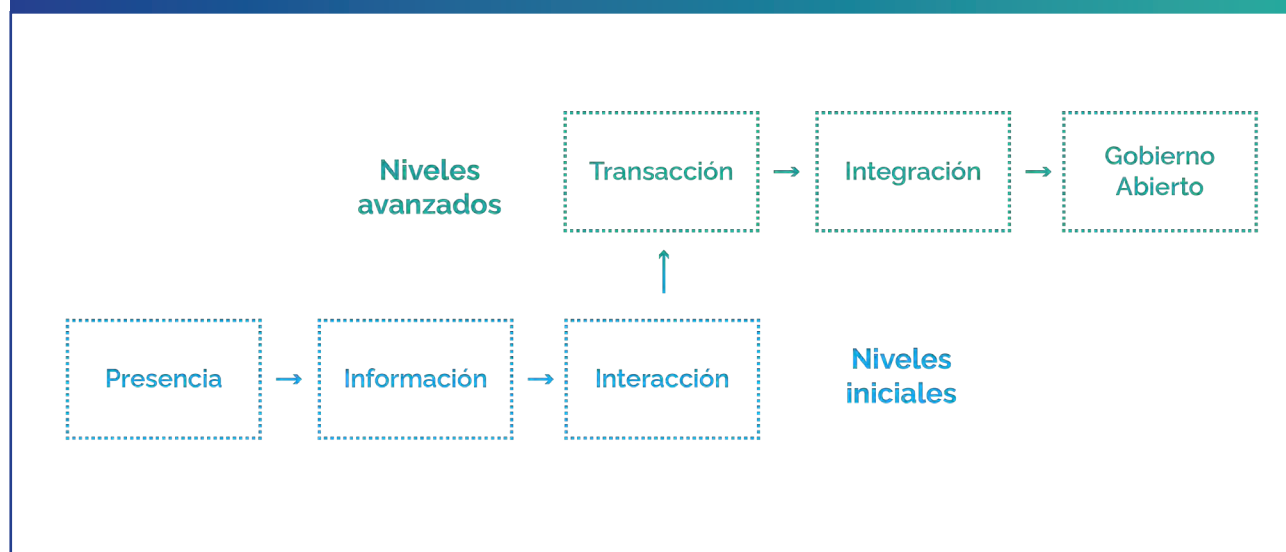 Niveles
avanzados
Transacción
→
Integración
→
Gobierno
Abierto
↑
Presencia
→
Información
→
Interacción
Niveles
iniciales